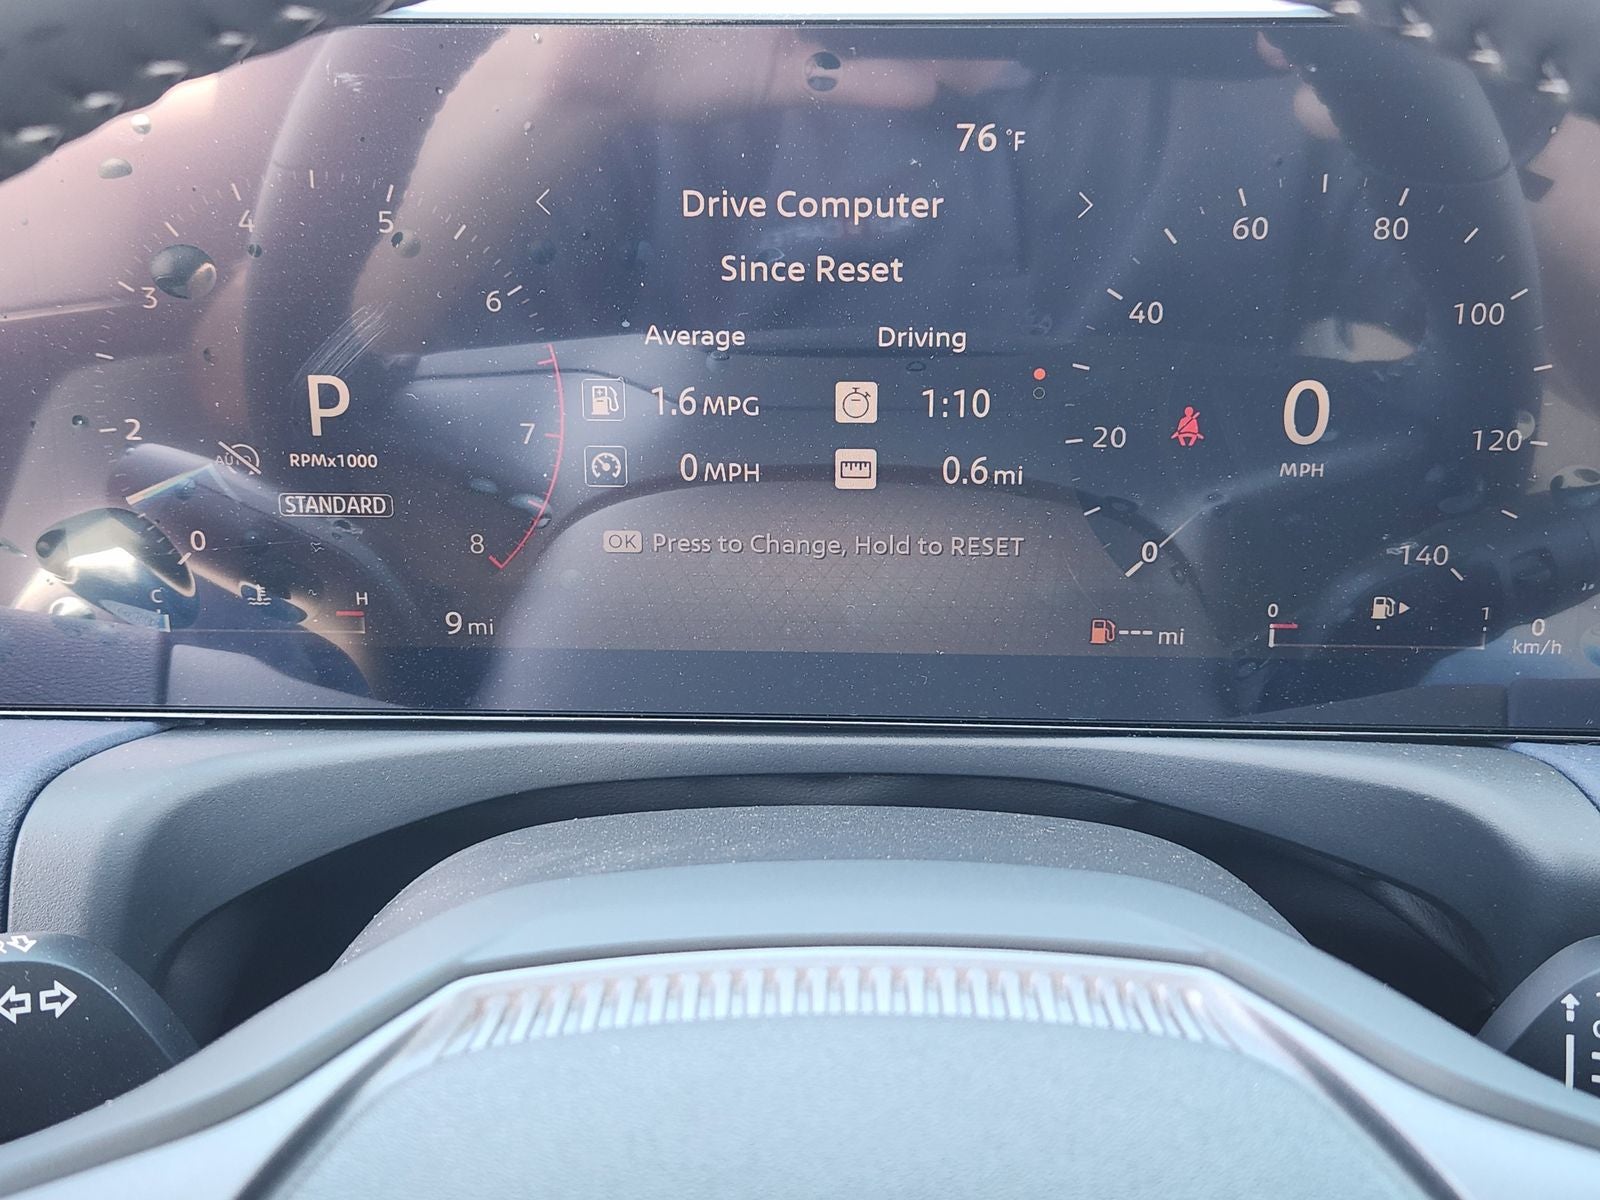 76 °F
Drive Computer
Since Reset
Average Driving
1.6 MPG 1:10
0 MPH 0.6 mi
OK Press to Change, Hold to RESET
0
2
3
4
5
6
7
8
P
RPMx1000
AUTO
STANDARD
C H
9 mi
0
20
40
60
80
100
120
140
0
MPH
--- mi
0 1
0
km/h